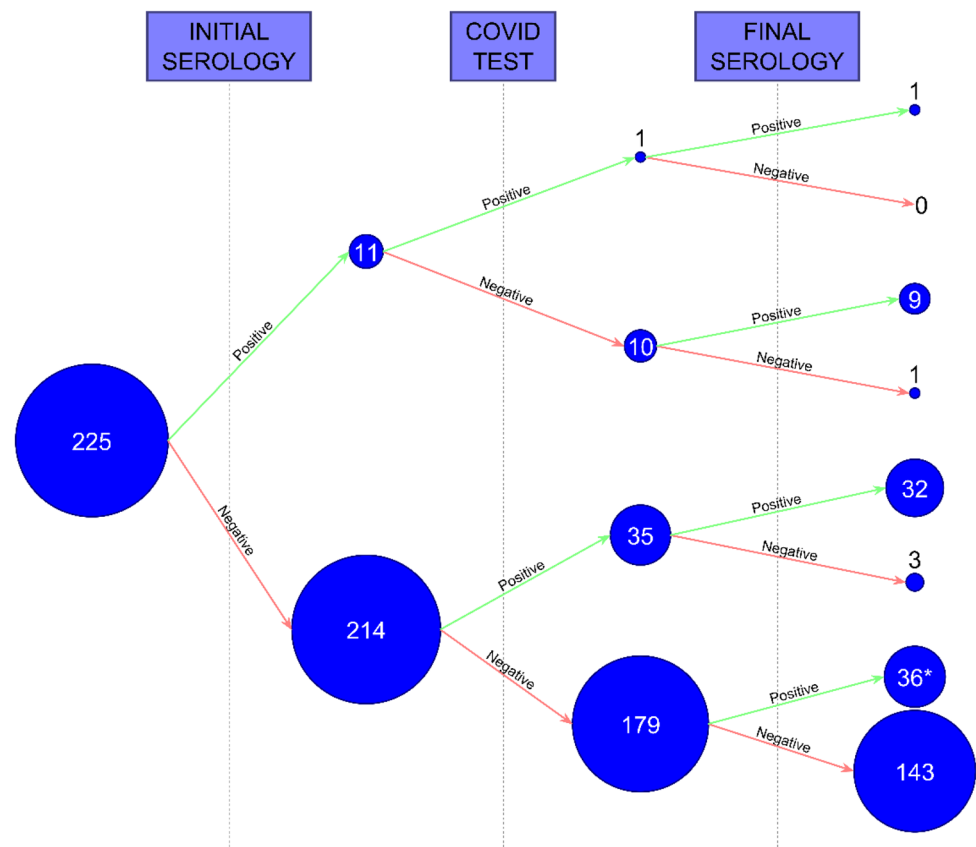 INITIAL
SEROLOGY
COVID
TEST
FINAL
SEROLOGY
1
Positive
1
Positive
Negative
0
11
Negative
9
Positive
10
Positive
Negative
1
225
32
Negative
Positive
35
Positive
Negative
3
214
Negative
36*
Positive
179
Negative
143